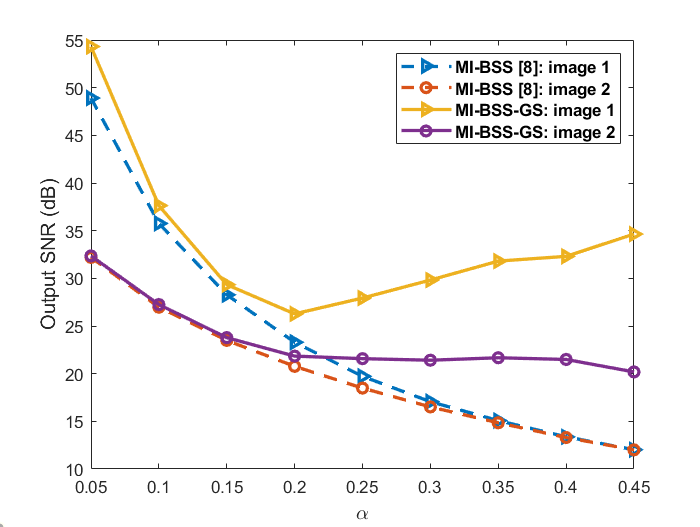 55
50
45
40
35
30
25
20
15
10
Output SNR (dB)
MI-BSS [8]: image 1
MI-BSS [8]: image 2
MI-BSS-GS: image 1
MI-BSS-GS: image 2
0.05 0.1 0.15 0.2 0.25 0.3 0.35 0.4 0.45
α